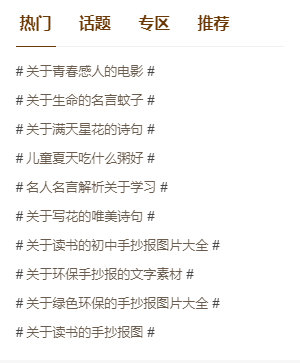 热门 话题 专区 推荐
# 关于青春感人的电影 #
# 关于生命的名言蚊子 #
# 关于满天星花的诗句 #
# 儿童夏天吃什么粥好 #
# 名人名言解析关于学习 #
# 关于写花的唯美诗句 #
# 关于读书的初中手抄报图片大全 #
# 关于环保手抄报的文字素材 #
# 关于绿色环保的手抄报图片大全 #
# 关于读书的手抄报图 #